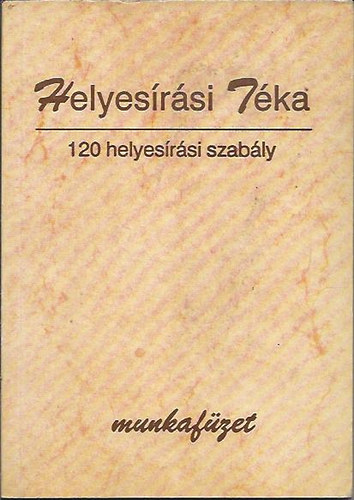 Helyesírási Téka
120 helyesírási szabály
munkafüzet